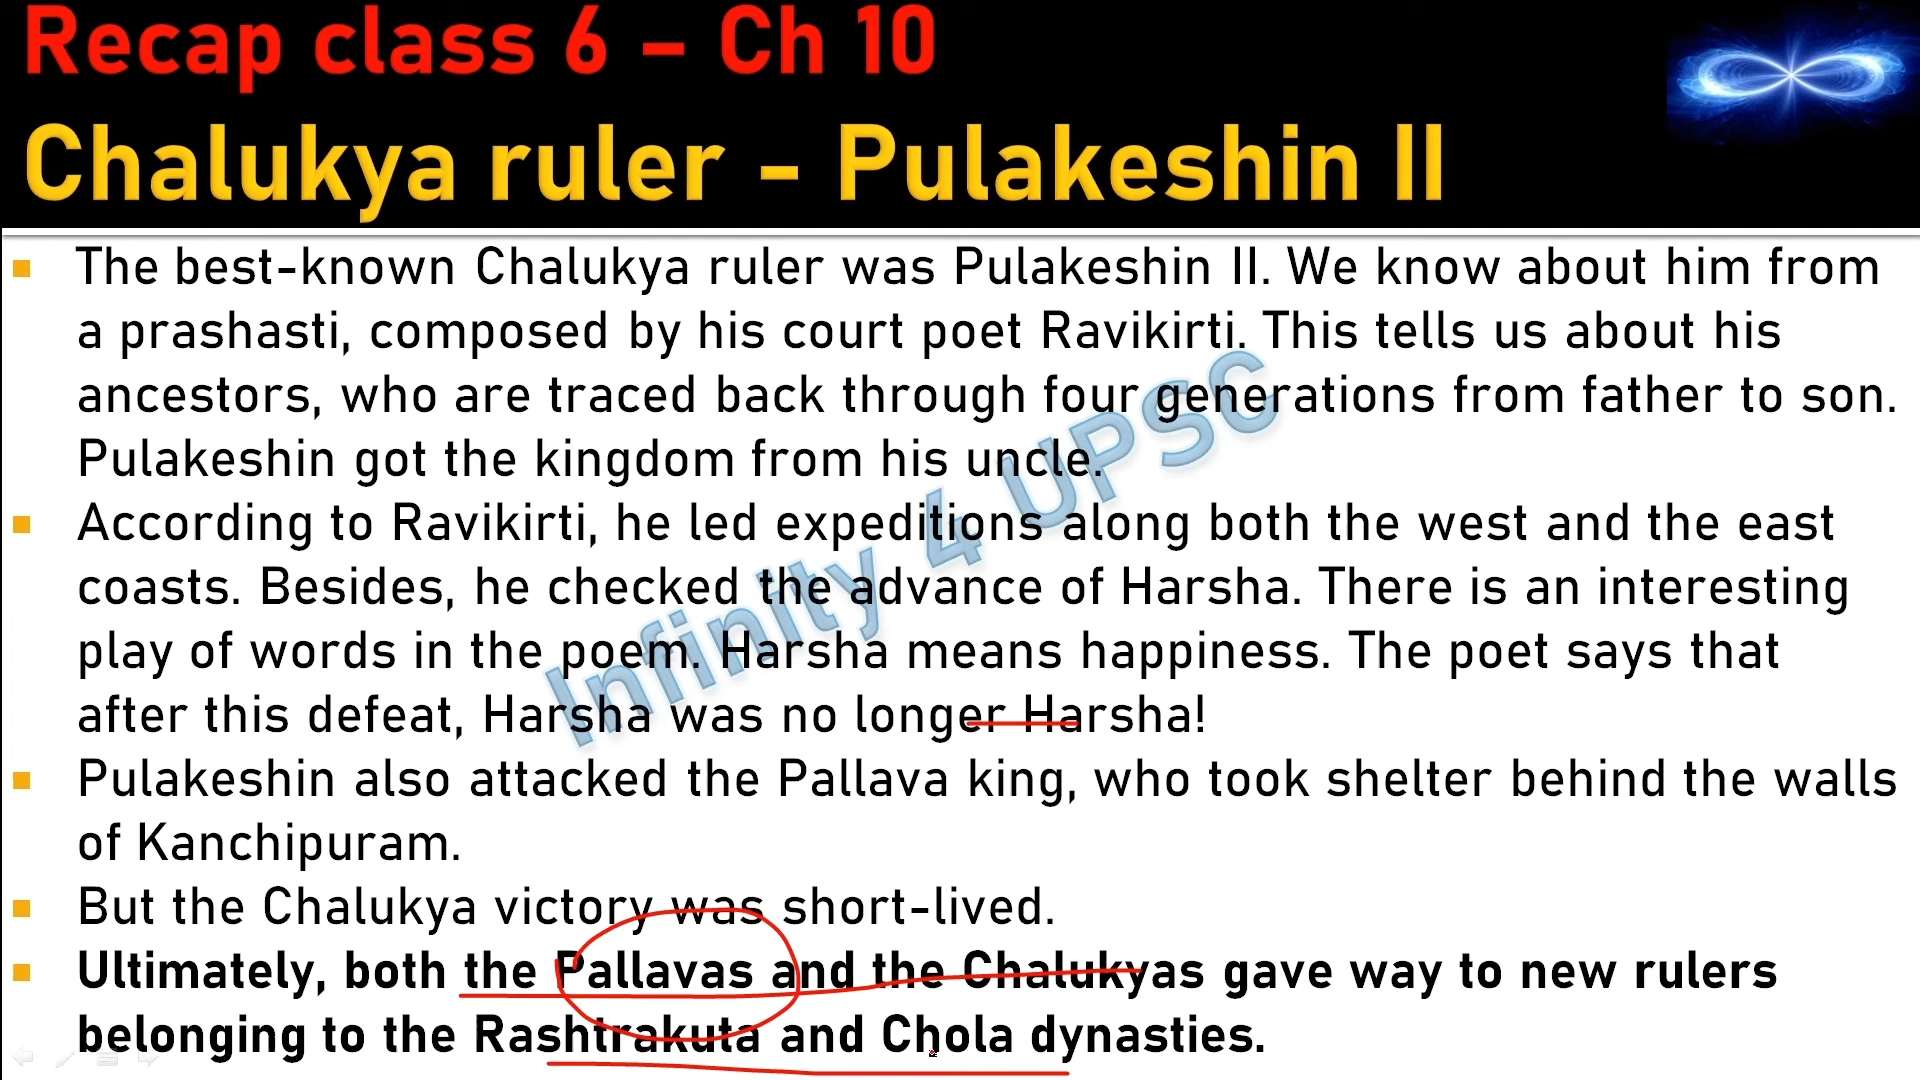 Recap class 6 – Ch 10
Chalukya ruler - Pulakeshin II
The best-known Chalukya ruler was Pulakeshin II. We know about him from
a prashasti, composed by his court poet Ravikirti. This tells us about his
ancestors, who are traced back through four generations from father to son.
Pulakeshin got the kingdom from his uncle.
According to Ravikirti, he led expeditions along both the west and the east
coasts. Besides, he checked the advance of Harsha. There is an interesting
play of words in the poem. Harsha means happiness. The poet says that
after this defeat, Harsha was no longer Harsha!
Pulakeshin also attacked the Pallava king, who took shelter behind the walls
of Kanchipuram.
But the Chalukya victory was short-lived.
Ultimately, both the Pallavas and the Chalukyas gave way to new rulers
belonging to the Rashtrakuta and Chola dynasties.
Infinity 4 UPSC